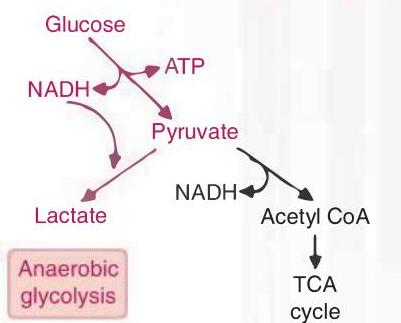 Glucose
ATP
NADH
Pyruvate
NADH
Lactate
Acetyl CoA
Anaerobic
glycolysis
TCA
cycle